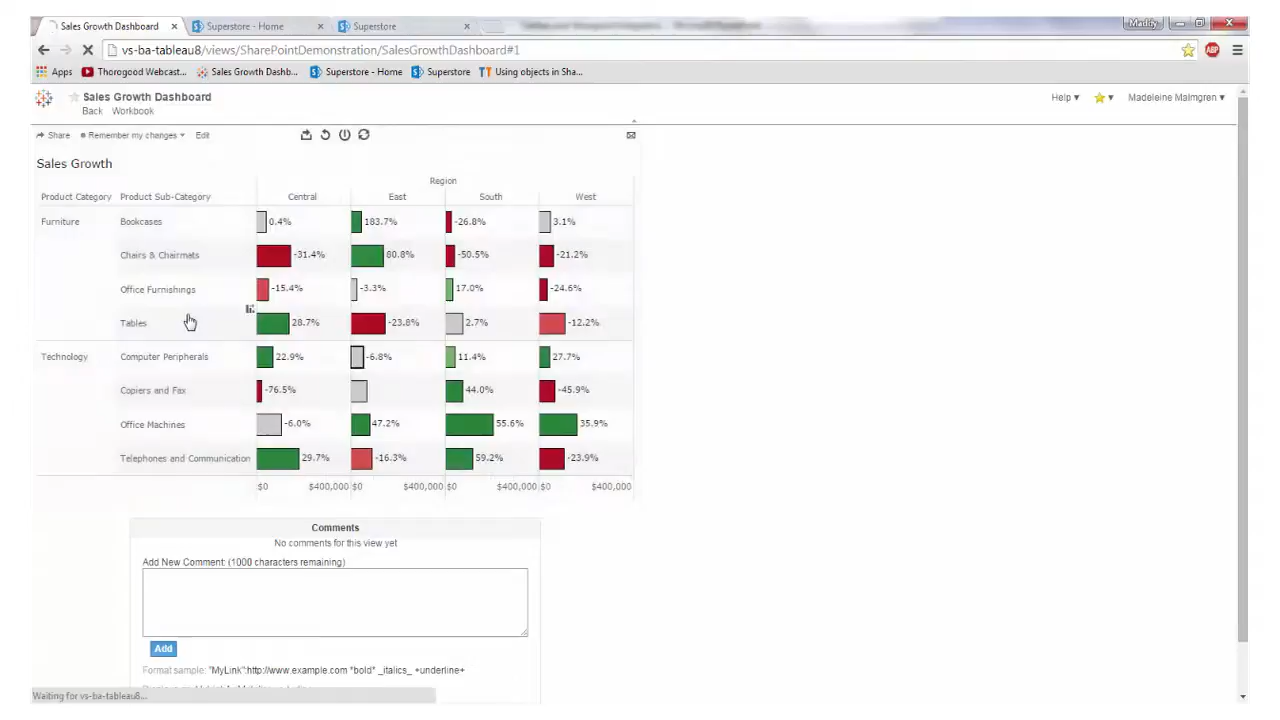 Sales Growth Dashboard × Superstore - Home × Superstore × Madify
vs-ba-tableau8/views/SharePointDemonstration/SalesGrowthDashboard#1 ABP
Apps Thorogood Webcast... Sales Growth Dashb... Superstore - Home Superstore TT Using objects in Sha...
Sales Growth Dashboard Help Madeleine Malmgren
Back Workbook
Share Remember my changes Edit
Sales Growth
Region
Product Category Product Sub-Category Central East South West
Furniture Bookcases 0.4% 183.7% -26.8% 3.1%
Chairs & Chairmats -31.4% 80.8% -50.5% -21.2%
Office Furnishings -15.4% -3.3% 17.0% -24.6%
Tables 28.7% -23.8% 2.7% -12.2%
Technology Computer Peripherals 22.9% -6.8% 11.4% 27.7%
Copiers and Fax -76.5% 44.0% -45.9%
Office Machines -6.0% 47.2% 55.6% 35.9%
Telephones and Communication 29.7% -16.3% 59.2% -23.9%
$0 $400,000 $0 $400,000 $0 $400,000 $0 $400,000
Comments
No comments for this view yet
Add New Comment: (1000 characters remaining)
Add
Format sample: "MyLink":http://www.example.com *bold* _italics_ +underline+
Waiting for vs-ba-tableau8...